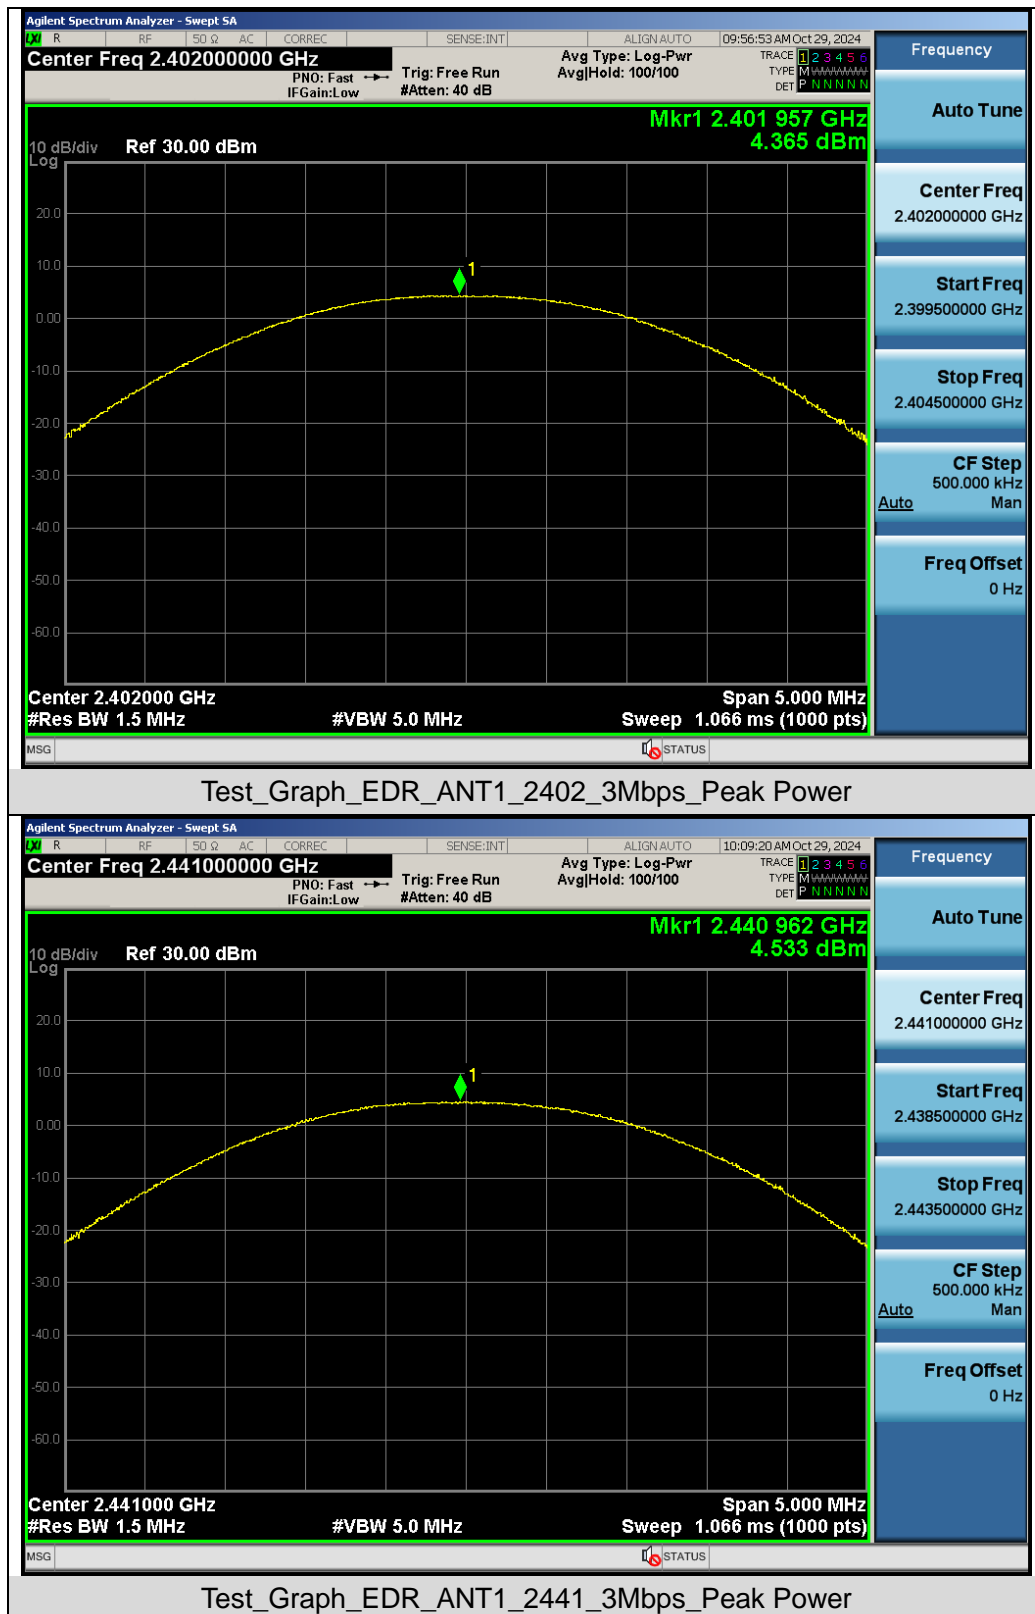 Agilent Spectrum Analyzer - Swept SA
LXI R RF 50 Ω AC CORREC SENSE:INT ALIGN AUTO 09:56:53 AM Oct 29, 2024
Center Freq 2.402000000 GHz
PNO: Fast
IFGain:Low
Trig: Free Run
#Atten: 40 dB
Avg Type: Log-Pwr
Avg|Hold: 100/100
TRACE 1 2 3 4 5 6
TYPE M WWWWW
DET P N N N N N
Frequency
Auto Tune
Mkr1 2.401 957 GHz
4.365 dBm
10 dB/div Ref 30.00 dBm
Log
20.0
10.0
0.00
-10.0
-20.0
-30.0
-40.0
-50.0
-60.0
1
Center Freq
2.402000000 GHz
Start Freq
2.399500000 GHz
Stop Freq
2.404500000 GHz
CF Step
500.000 kHz
Auto Man
Freq Offset
0 Hz
Center 2.402000 GHz Span 5.000 MHz
#Res BW 1.5 MHz #VBW 5.0 MHz Sweep 1.066 ms (1000 pts)
MSG STATUS
Test_Graph_EDR_ANT1_2402_3Mbps_Peak Power
Agilent Spectrum Analyzer - Swept SA
LXI R RF 50 Ω AC CORREC SENSE:INT ALIGN AUTO 10:09:20 AM Oct 29, 2024
Center Freq 2.441000000 GHz
PNO: Fast
IFGain:Low
Trig: Free Run
#Atten: 40 dB
Avg Type: Log-Pwr
Avg|Hold: 100/100
TRACE 1 2 3 4 5 6
TYPE M WWWWW
DET P N N N N N
Frequency
Auto Tune
Mkr1 2.440 962 GHz
4.533 dBm
10 dB/div Ref 30.00 dBm
Log
20.0
10.0
0.00
-10.0
-20.0
-30.0
-40.0
-50.0
-60.0
1
Center Freq
2.441000000 GHz
Start Freq
2.438500000 GHz
Stop Freq
2.443500000 GHz
CF Step
500.000 kHz
Auto Man
Freq Offset
0 Hz
Center 2.441000 GHz Span 5.000 MHz
#Res BW 1.5 MHz #VBW 5.0 MHz Sweep 1.066 ms (1000 pts)
MSG STATUS
Test_Graph_EDR_ANT1_2441_3Mbps_Peak Power